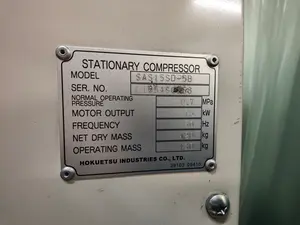 STATIONARY COMPRESSOR
MODEL SAS15SD-5B
SER. NO.
NORMAL OPERATING
PRESSURE MPa
MOTOR OUTPUT kW
FREQUENCY Hz
NET DRY MASS kg
OPERATING MASS kg
HOKUETSU INDUSTRIES CO., LTD.